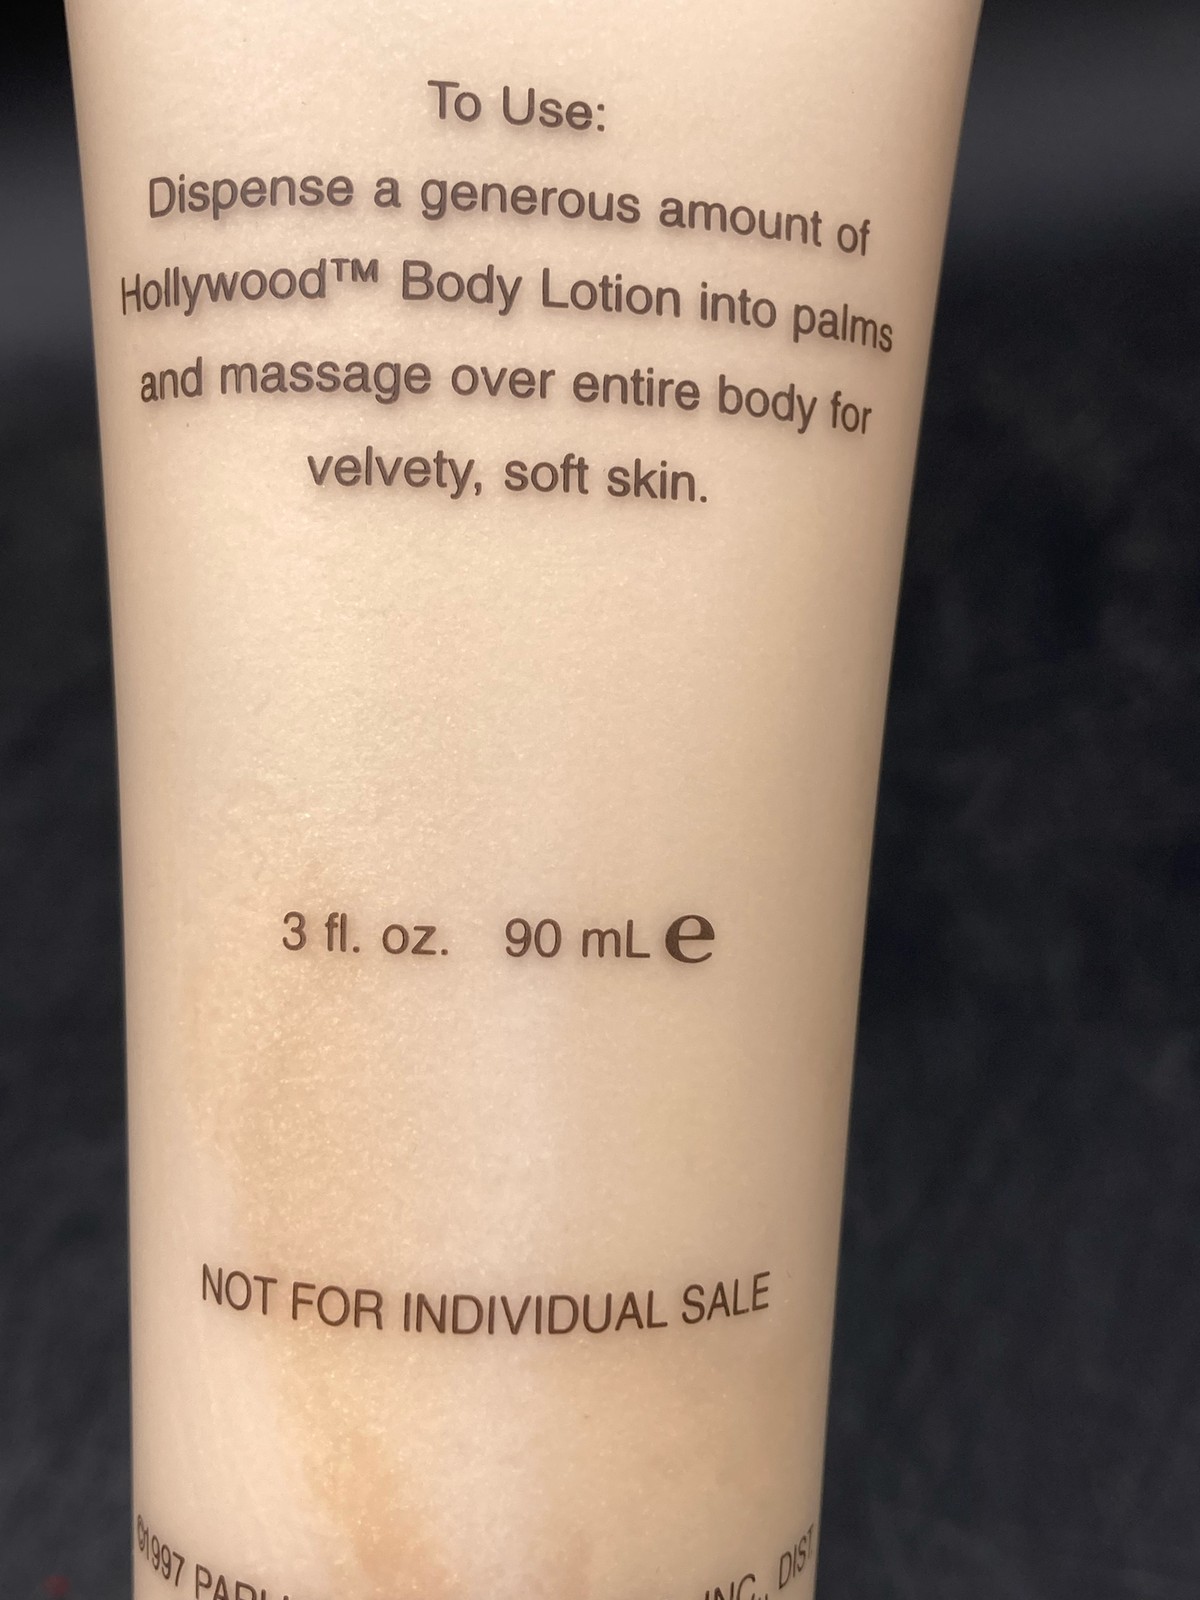 To Use:
Dispense a generous amount of
Hollywood™ Body Lotion into palms
and massage over entire body for
velvety, soft skin.
3 fl. oz. 90 mL ℮
NOT FOR INDIVIDUAL SALE
©1997 INC., DIST.